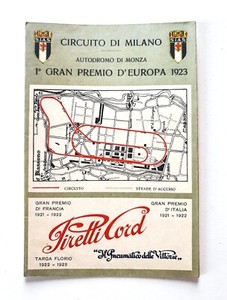 CIRCUITO DI MILANO
AUTODROMO DI MONZA
1º GRAN PREMIO D'EUROPA 1923
CIRCUITO
STRADE D'ACCESSO
GRAN PREMIO
DI FRANCIA
1921 - 1922
GRAN PREMIO
D'ITALIA
1921 - 1922
Pirelli Cord
TARGA FLORIO
1922 - 1923
"Il Pneumatico delle Vittorie"